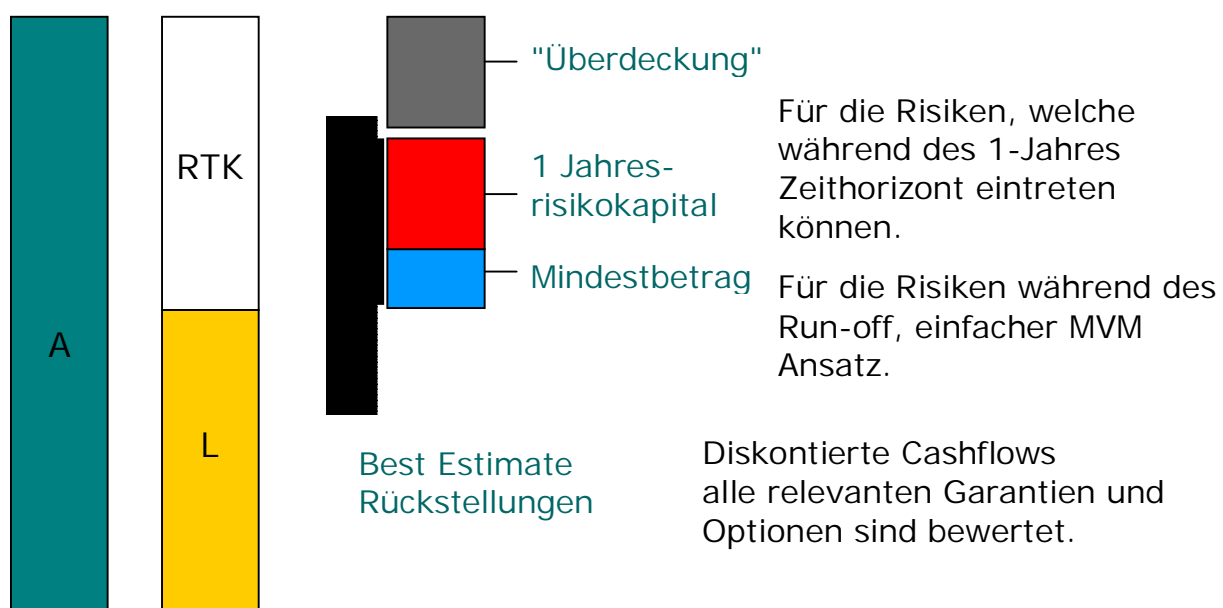 "Überdeckung"
Für die Risiken, welche
während des 1-Jahres
Zeithorizont eintreten
können.
RTK
1 Jahres-
risikokapital
Mindestbetrag
Für die Risiken während des
Run-off, einfacher MVM
Ansatz.
A
L
Best Estimate
Rückstellungen
Diskontierte Cashflows
alle relevanten Garantien und
Optionen sind bewertet.